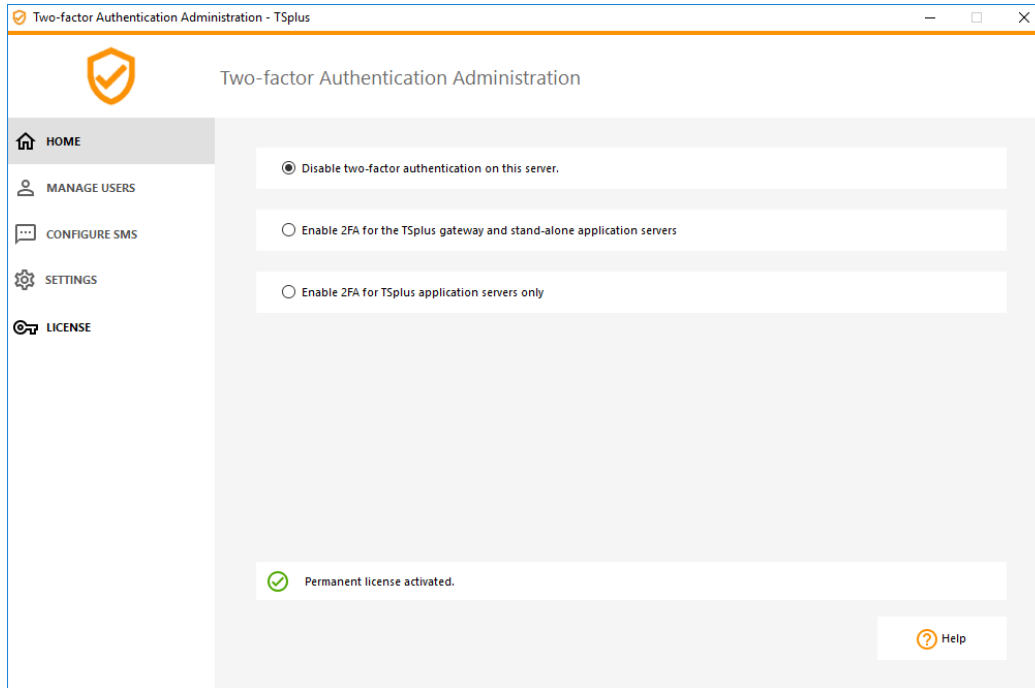 Two-factor Authentication Administration - TSplus
Two-factor Authentication Administration
HOME
MANAGE USERS
CONFIGURE SMS
SETTINGS
LICENSE
Disable two-factor authentication on this server.
Enable 2FA for the TSplus gateway and stand-alone application servers
Enable 2FA for TSplus application servers only
Permanent license activated.
Help